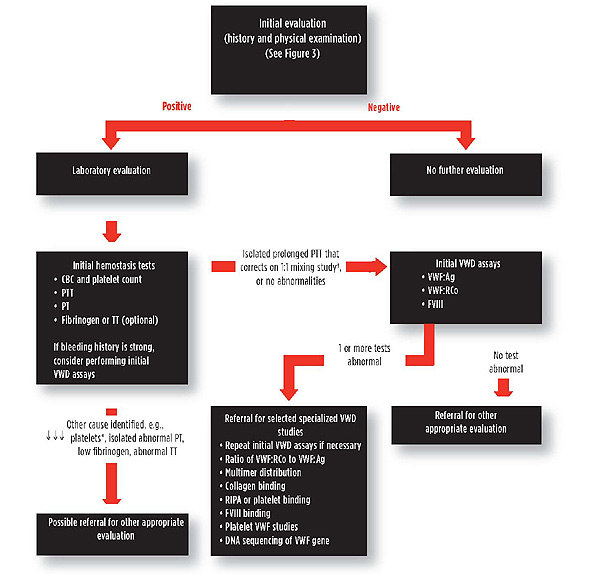 Initial evaluation
(history and physical examination)
(See Figure 3)
Positive
Negative
Laboratory evaluation
No further evaluation
Initial hemostasis tests
• CBC and platelet count
• PTT
• PT
• Fibrinogen or TT (optional)
If bleeding history is strong,
consider performing initial
VWD assays
Isolated prolonged PTT that
corrects on 1:1 mixing study†,
or no abnormalities
Initial VWD assays
• VWF:Ag
• VWF:RCo
• FVIII
1 or more tests
abnormal
No test
abnormal
Other cause identified, e.g.,
↓↓↓ platelets*, isolated abnormal PT,
low fibrinogen, abnormal TT
Referral for selected specialized VWD
studies
• Repeat initial VWD assays if necessary
• Ratio of VWF:RCo to VWF:Ag
• Multimer distribution
• Collagen binding
• RIPA or platelet binding
• FVIII binding
• Platelet VWF studies
• DNA sequencing of VWF gene
Referral for other
appropriate evaluation
Possible referral for other appropriate
evaluation